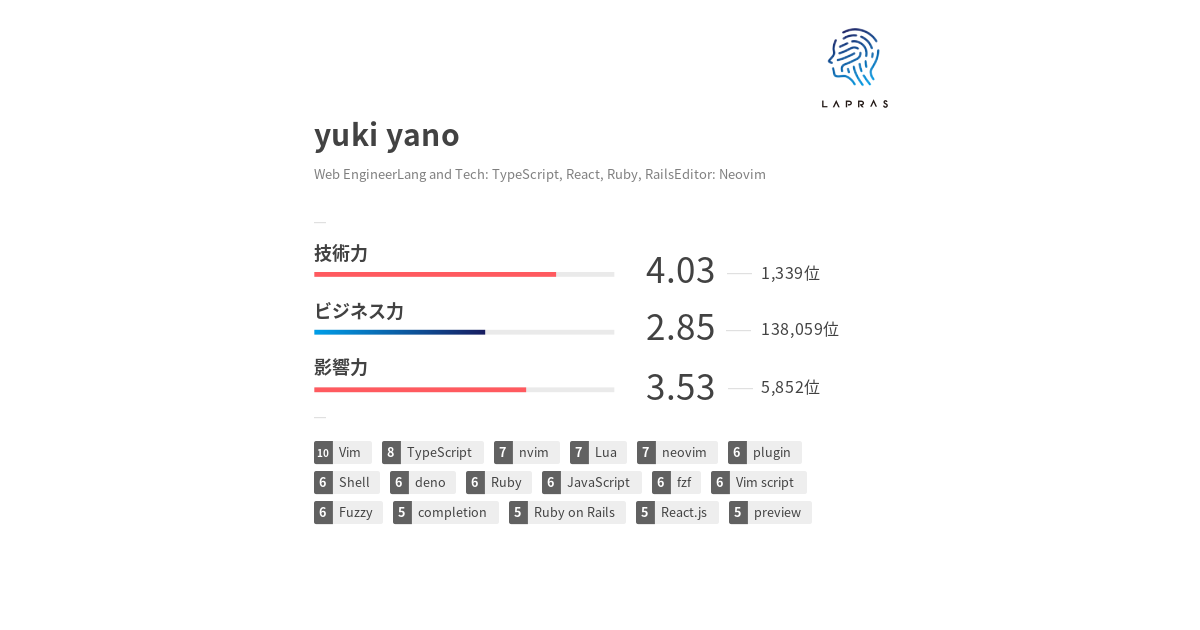 LAPRAS
yuki yano
Web EngineerLang and Tech: TypeScript, React, Ruby, RailsEditor: Neovim
技術力
4.03 1,339位
ビジネス力
2.85 138,059位
影響力
3.53 5,852位
10 Vim 8 TypeScript 7 nvim 7 Lua 7 neovim 6 plugin
6 Shell 6 deno 6 Ruby 6 JavaScript 6 fzf 6 Vim script
6 Fuzzy 5 completion 5 Ruby on Rails 5 React.js 5 preview